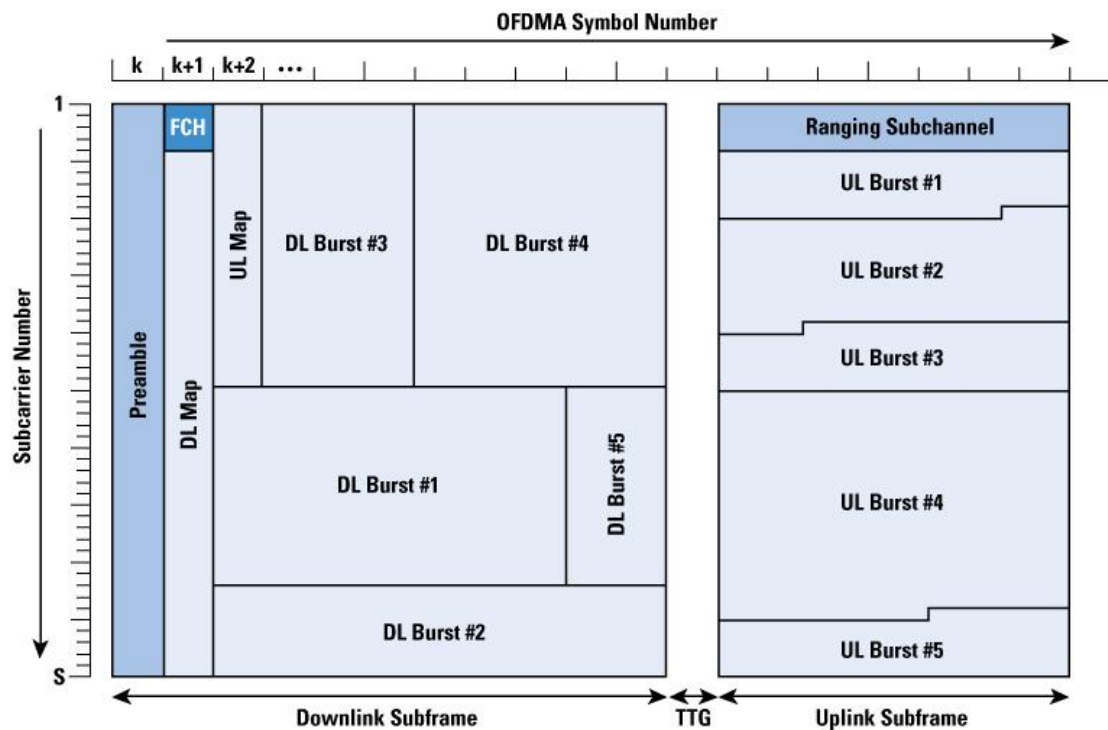 OFDMA Symbol Number
k k+1 k+2 ...
1
S
Subcarrier Number
Preamble
FCH
DL Map
UL Map
DL Burst #3
DL Burst #4
DL Burst #1
DL Burst #5
DL Burst #2
Ranging Subchannel
UL Burst #1
UL Burst #2
UL Burst #3
UL Burst #4
UL Burst #5
Downlink Subframe
TTG
Uplink Subframe